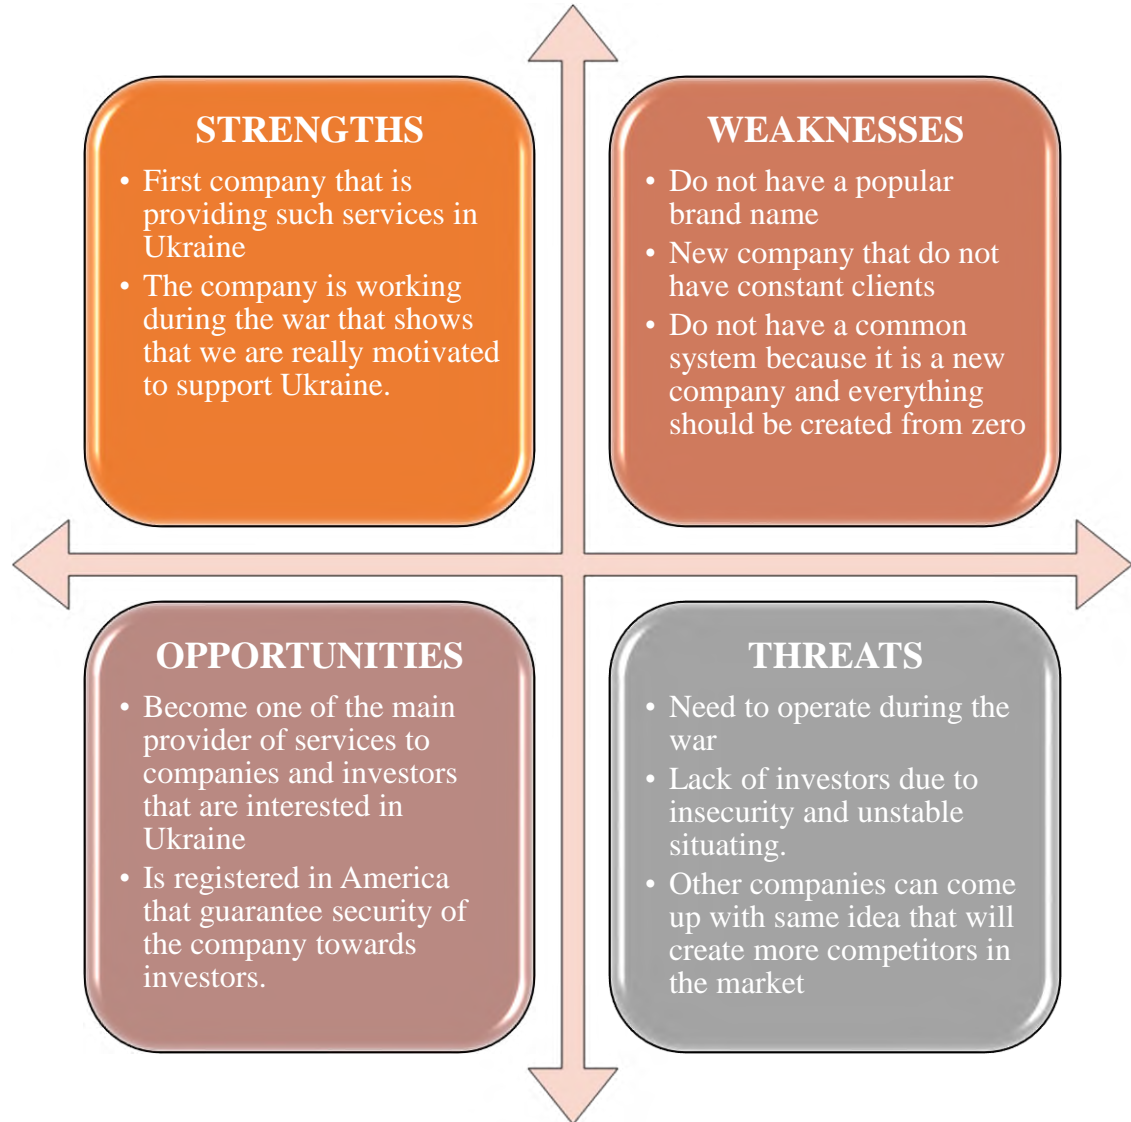 STRENGTHS
• First company that is
providing such services in
Ukraine
• The company is working
during the war that shows
that we are really motivated
to support Ukraine.
WEAKNESSES
• Do not have a popular
brand name
• New company that do not
have constant clients
• Do not have a common
system because it is a new
company and everything
should be created from zero
OPPORTUNITIES
• Become one of the main
provider of services to
companies and investors
that are interested in
Ukraine
• Is registered in America
that guarantee security of
the company towards
investors.
THREATS
• Need to operate during the
war
• Lack of investors due to
insecurity and unstable
situating.
• Other companies can come
up with same idea that will
create more competitors in
the market